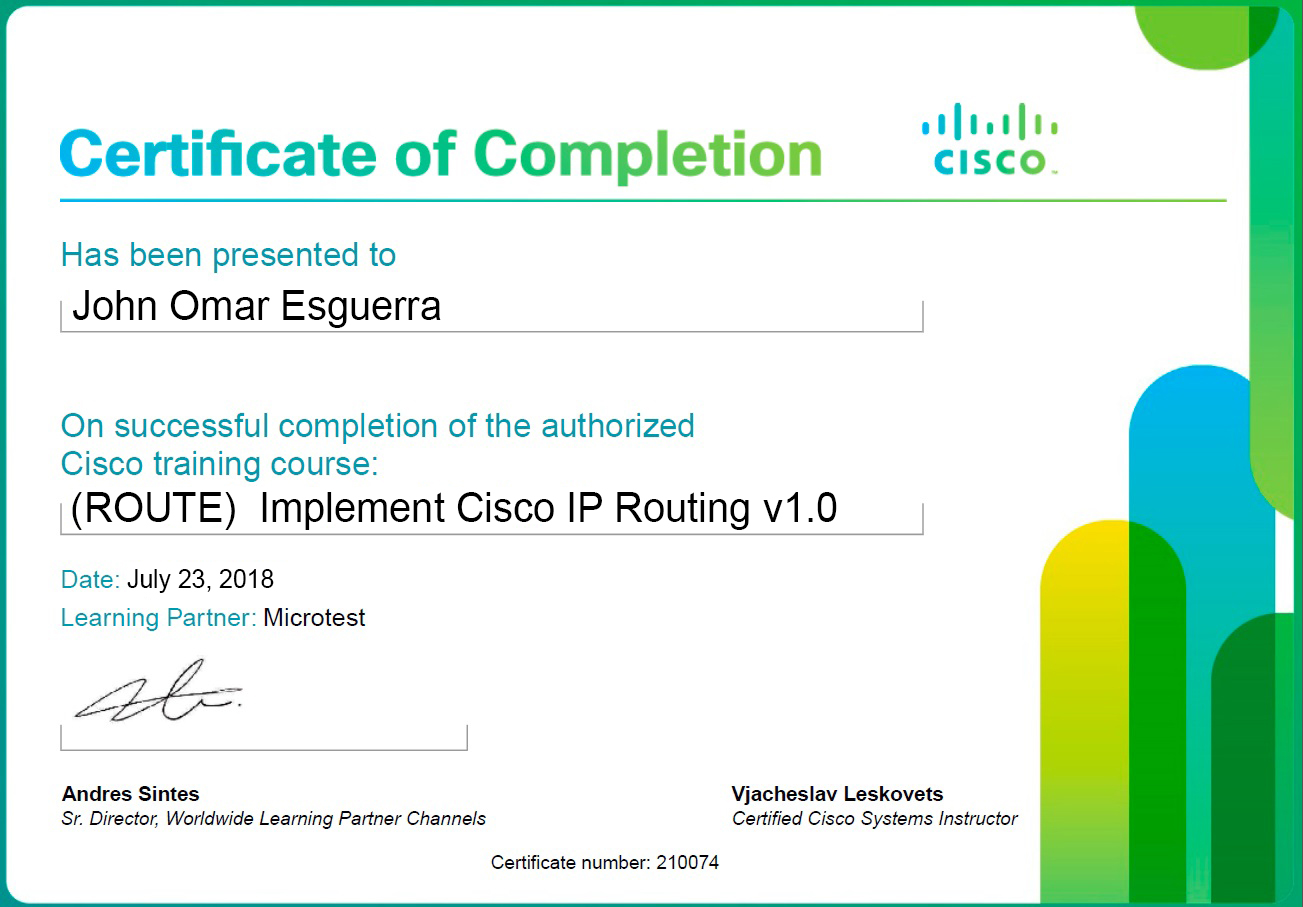 Certificate of Completion
CISCO™
Has been presented to
John Omar Esguerra
On successful completion of the authorized
Cisco training course:
(ROUTE)  Implement Cisco IP Routing v1.0
Date: July 23, 2018
Learning Partner: Microtest
Andres Sintes
Sr. Director, Worldwide Learning Partner Channels
Vjacheslav Leskovets
Certified Cisco Systems Instructor
Certificate number: 210074